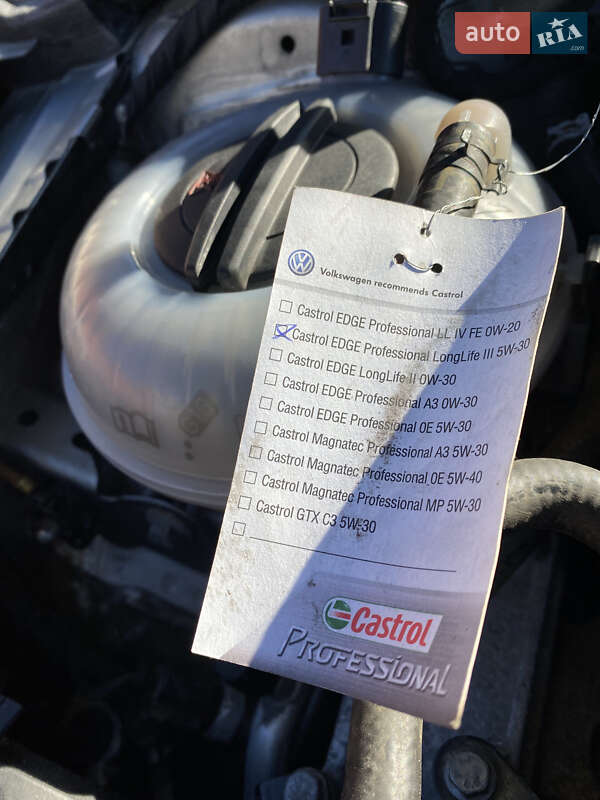 auto RIA
.com
Volkswagen recommends Castrol
Castrol EDGE Professional LL IV FE 0W-20
Castrol EDGE Professional LongLife III 5W-30
Castrol EDGE LongLife II 0W-30
Castrol EDGE Professional A3 0W-30
Castrol EDGE Professional 0E 5W-30
Castrol Magnatec Professional A3 5W-30
Castrol Magnatec Professional 0E 5W-40
Castrol Magnatec Professional MP 5W-30
Castrol GTX C3 5W-30
Castrol
PROFESSIONAL